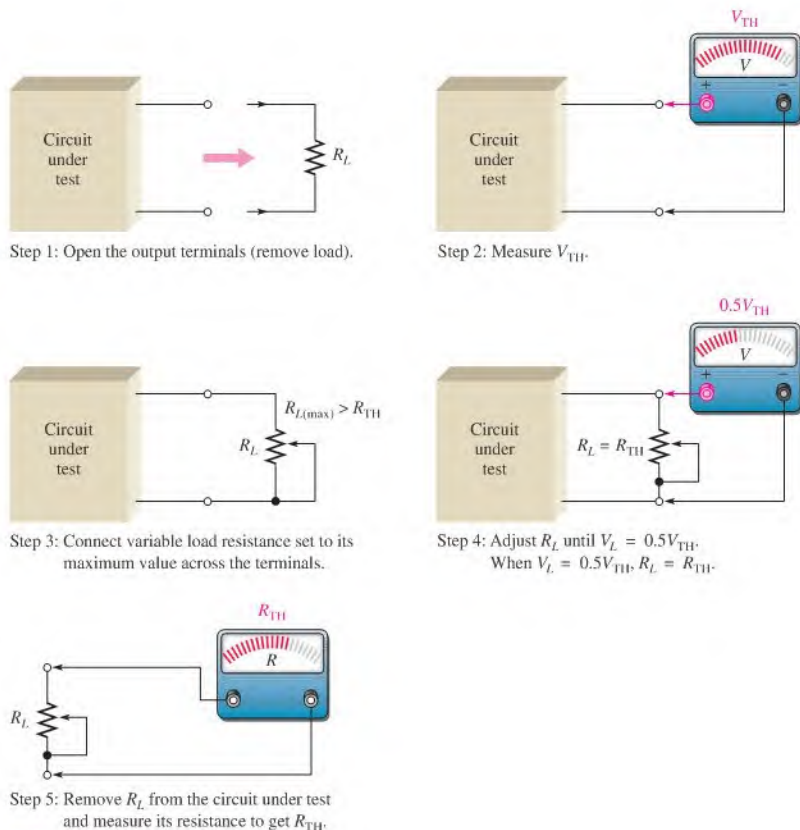 Circuit
under
test
R_L
Step 1: Open the output terminals (remove load).
V_TH
V
+ −
Circuit
under
test
Step 2: Measure V_TH.
Circuit
under
test
R_L(max) > R_TH
R_L
Step 3: Connect variable load resistance set to its
maximum value across the terminals.
0.5V_TH
V
+ −
Circuit
under
test
R_L = R_TH
Step 4: Adjust R_L until V_L = 0.5V_TH.
When V_L = 0.5V_TH, R_L = R_TH.
R_TH
R
R_L
Step 5: Remove R_L from the circuit under test
and measure its resistance to get R_TH.